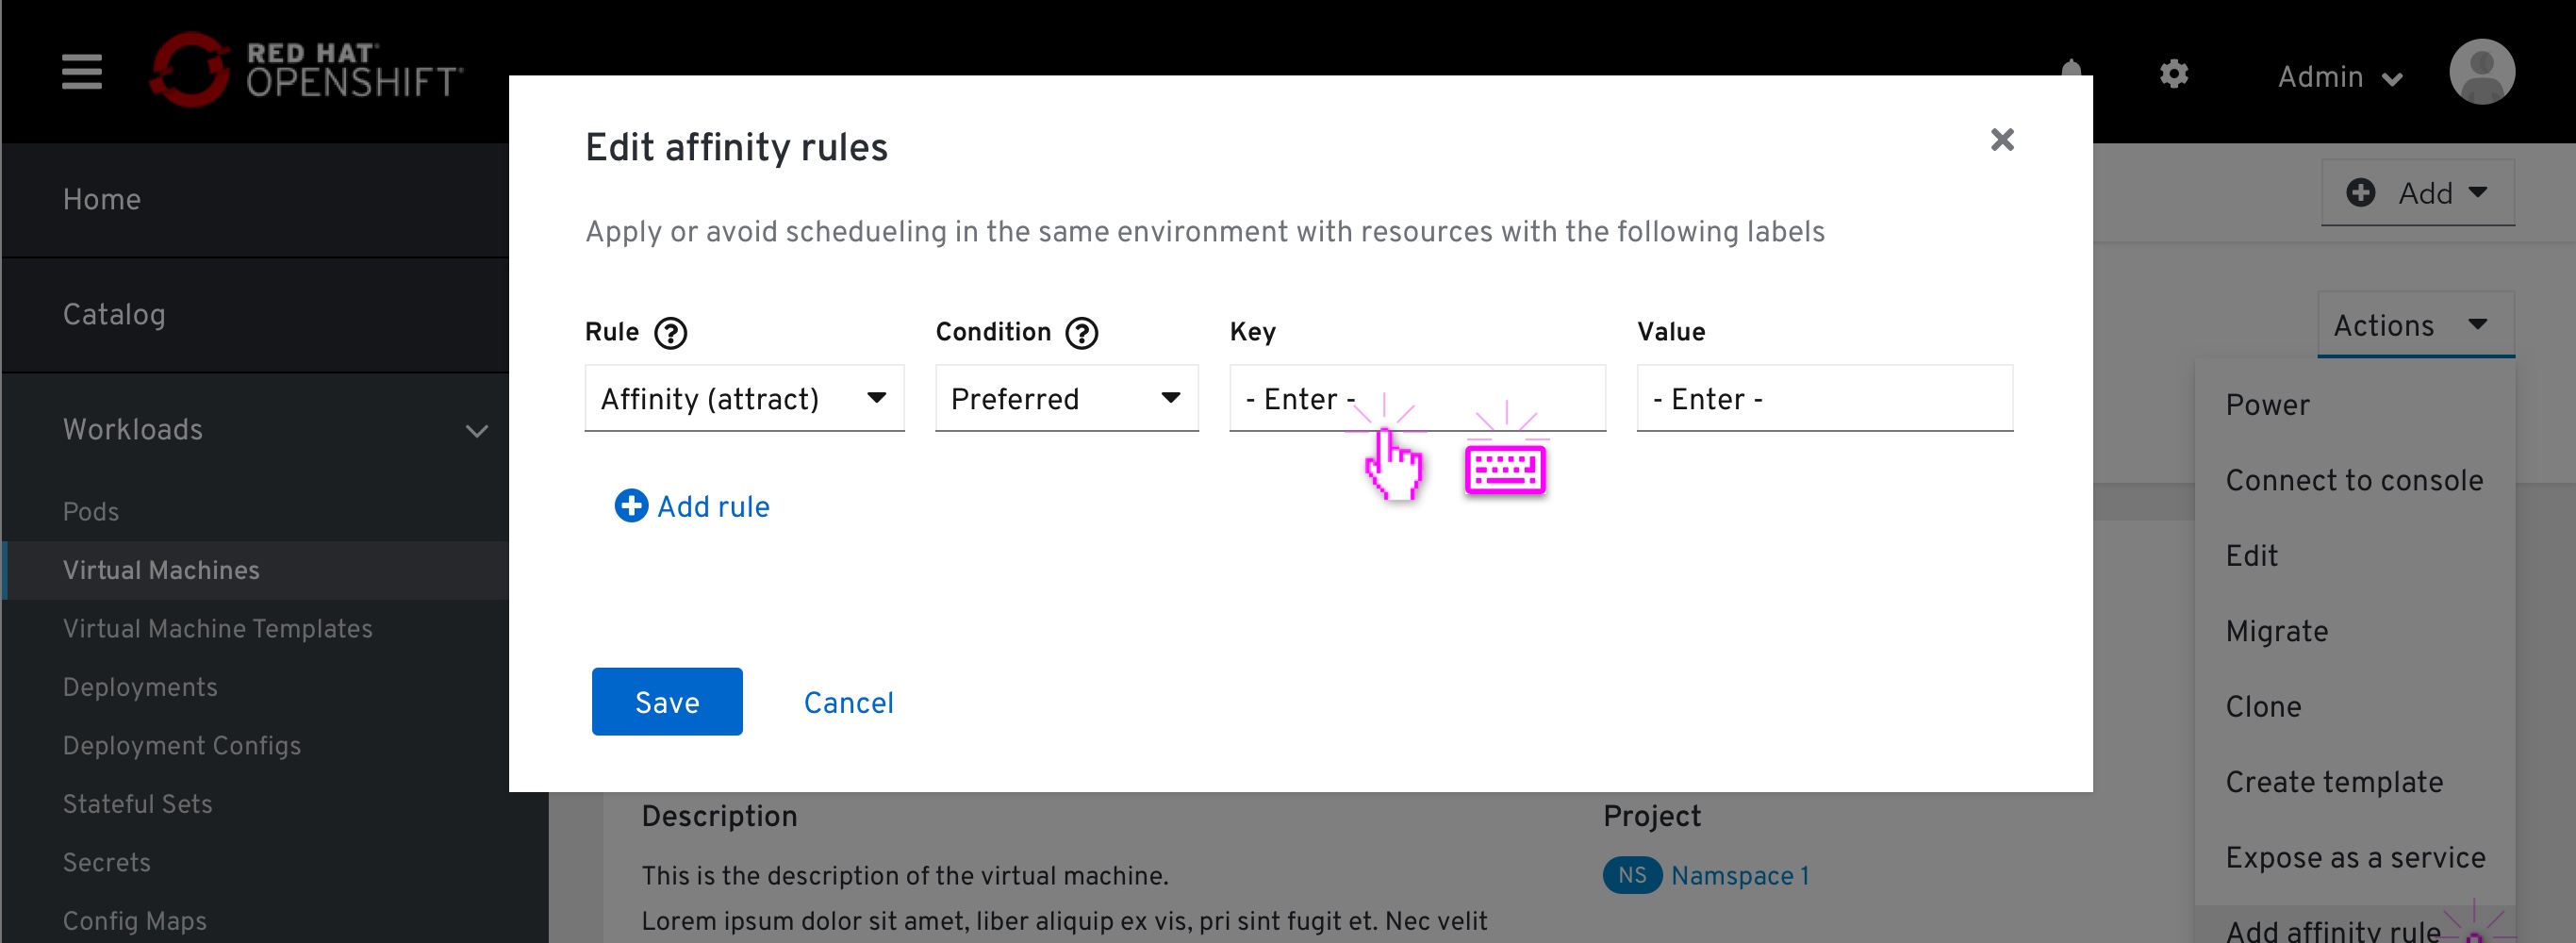 RED HAT
OPENSHIFT
Admin
Home
Catalog
Workloads
Pods
Virtual Machines
Virtual Machine Templates
Deployments
Deployment Configs
Stateful Sets
Secrets
Config Maps
Add
Actions
Power
Connect to console
Edit
Migrate
Clone
Create template
Expose as a service
Add affinity rule
Edit affinity rules
Apply or avoid schedueling in the same environment with resources with the following labels
Rule ? Condition ? Key Value
Affinity (attract) Preferred - Enter - - Enter -
Add rule
Save Cancel
Description
This is the description of the virtual machine.
Lorem ipsum dolor sit amet, liber aliquip ex vis, pri sint fugit et. Nec velit
Project
NS Namspace 1